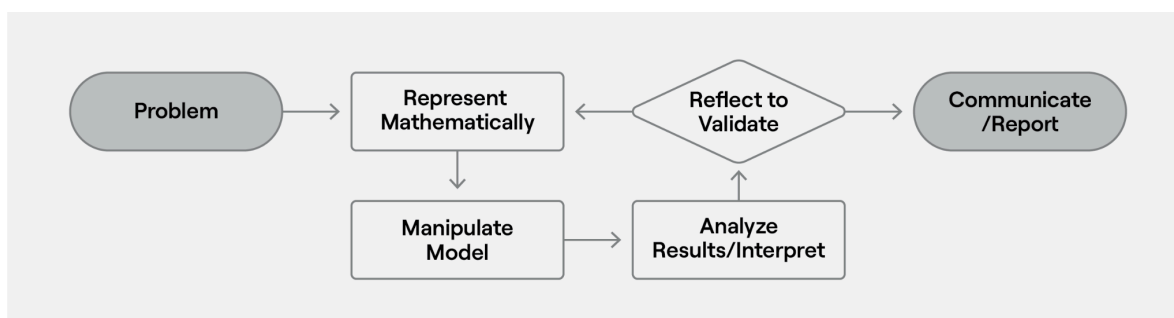 Problem
Represent
Mathematically
Manipulate
Model
Analyze
Results/Interpret
Reflect to
Validate
Communicate
/Report